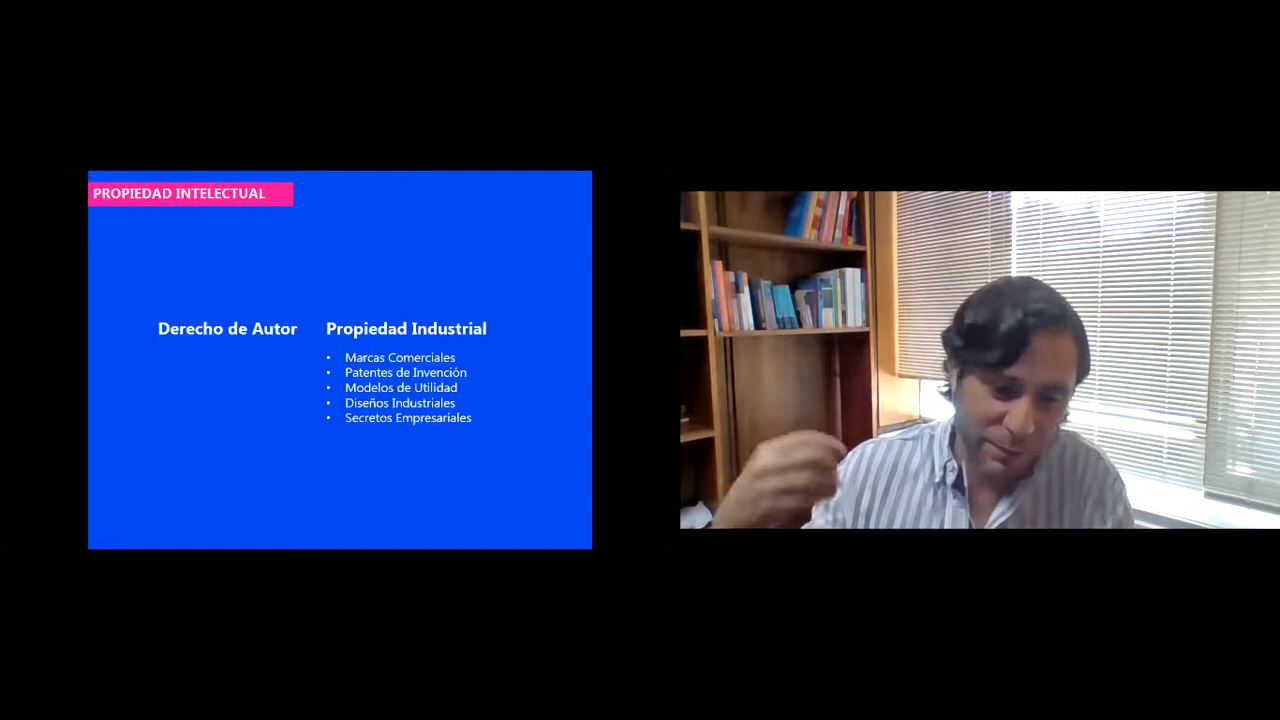 PROPIEDAD INTELECTUAL
Derecho de Autor
Propiedad Industrial
• Marcas Comerciales
• Patentes de Invención
• Modelos de Utilidad
• Diseños Industriales
• Secretos Empresariales